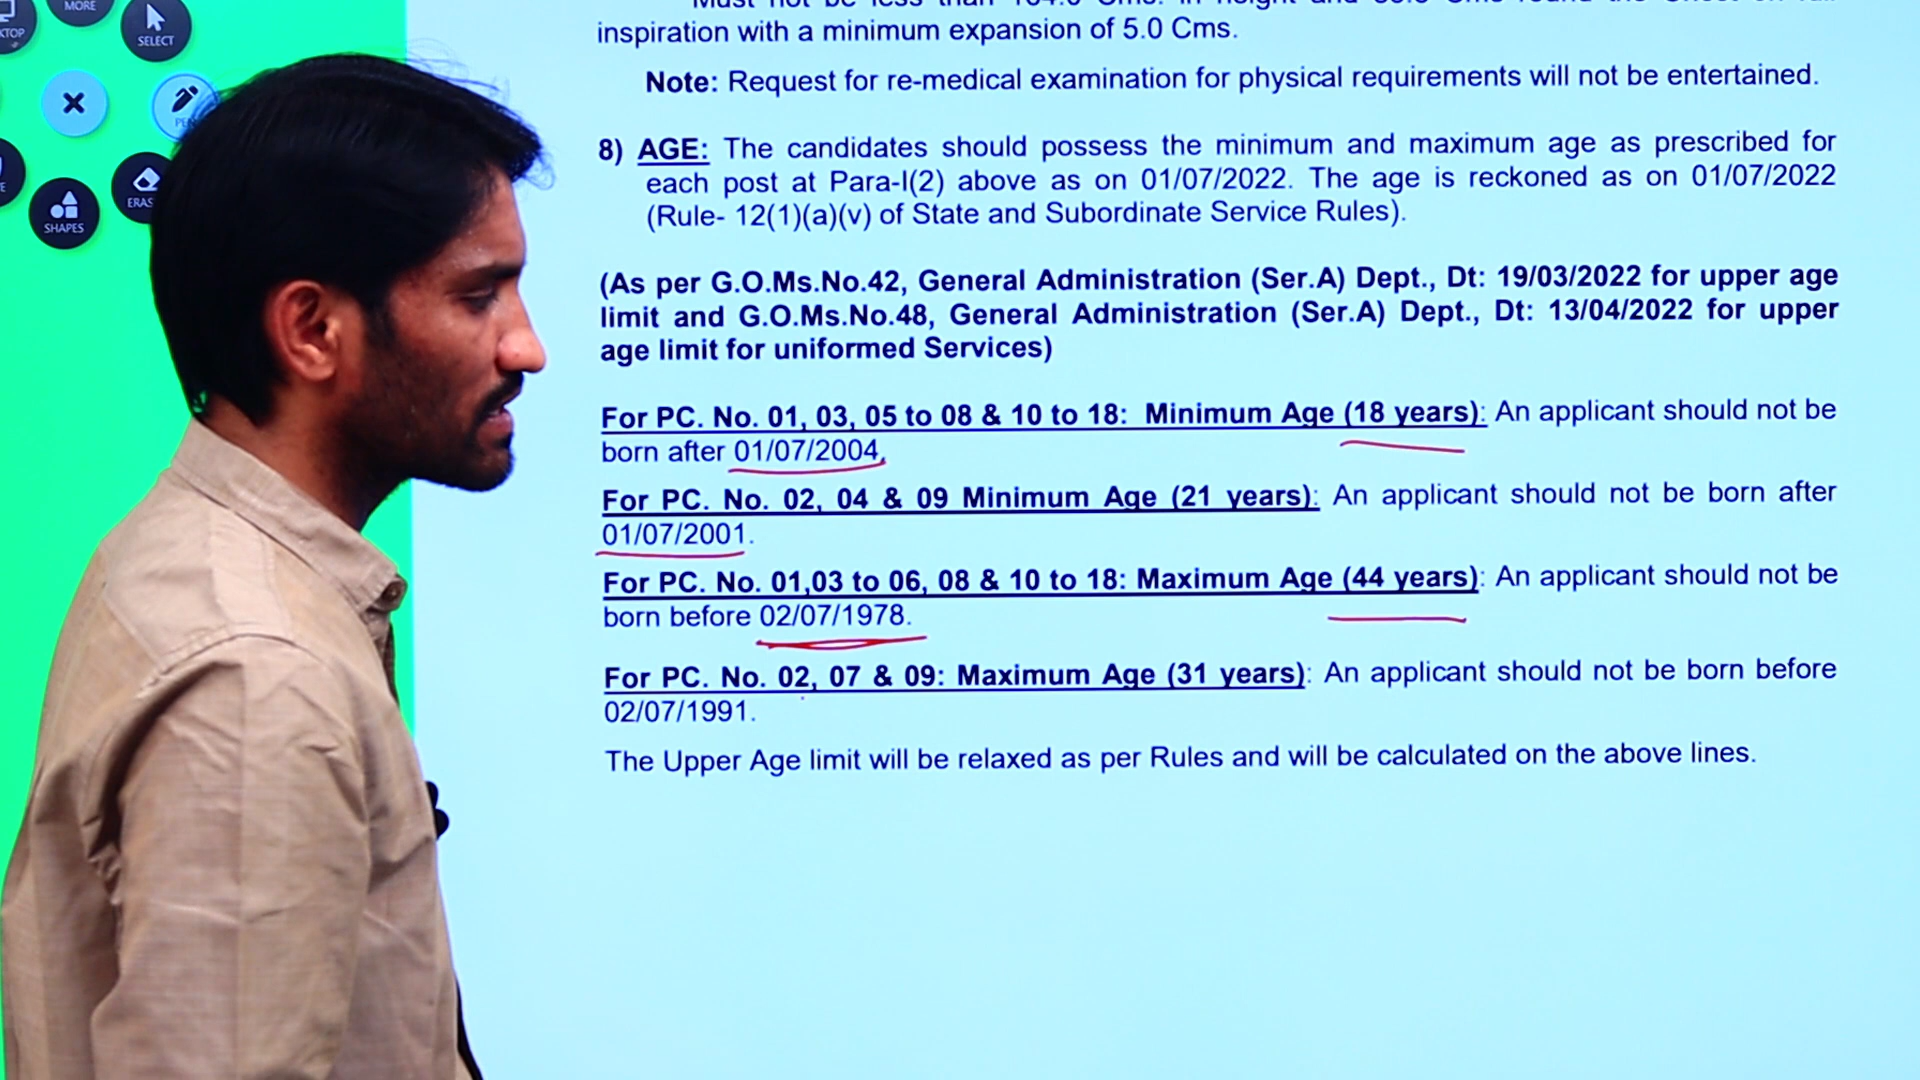 MORE
SELECT
SHAPES
inspiration with a minimum expansion of 5.0 Cms.
Note: Request for re-medical examination for physical requirements will not be entertained.
8) AGE: The candidates should possess the minimum and maximum age as prescribed for
each post at Para-I(2) above as on 01/07/2022. The age is reckoned as on 01/07/2022
(Rule- 12(1)(a)(v) of State and Subordinate Service Rules).
(As per G.O.Ms.No.42, General Administration (Ser.A) Dept., Dt: 19/03/2022 for upper age
limit and G.O.Ms.No.48, General Administration (Ser.A) Dept., Dt: 13/04/2022 for upper
age limit for uniformed Services)
For PC. No. 01, 03, 05 to 08 & 10 to 18: Minimum Age (18 years): An applicant should not be
born after 01/07/2004.
For PC. No. 02, 04 & 09 Minimum Age (21 years): An applicant should not be born after
01/07/2001.
For PC. No. 01,03 to 06, 08 & 10 to 18: Maximum Age (44 years): An applicant should not be
born before 02/07/1978.
For PC. No. 02, 07 & 09: Maximum Age (31 years): An applicant should not be born before
02/07/1991.
The Upper Age limit will be relaxed as per Rules and will be calculated on the above lines.